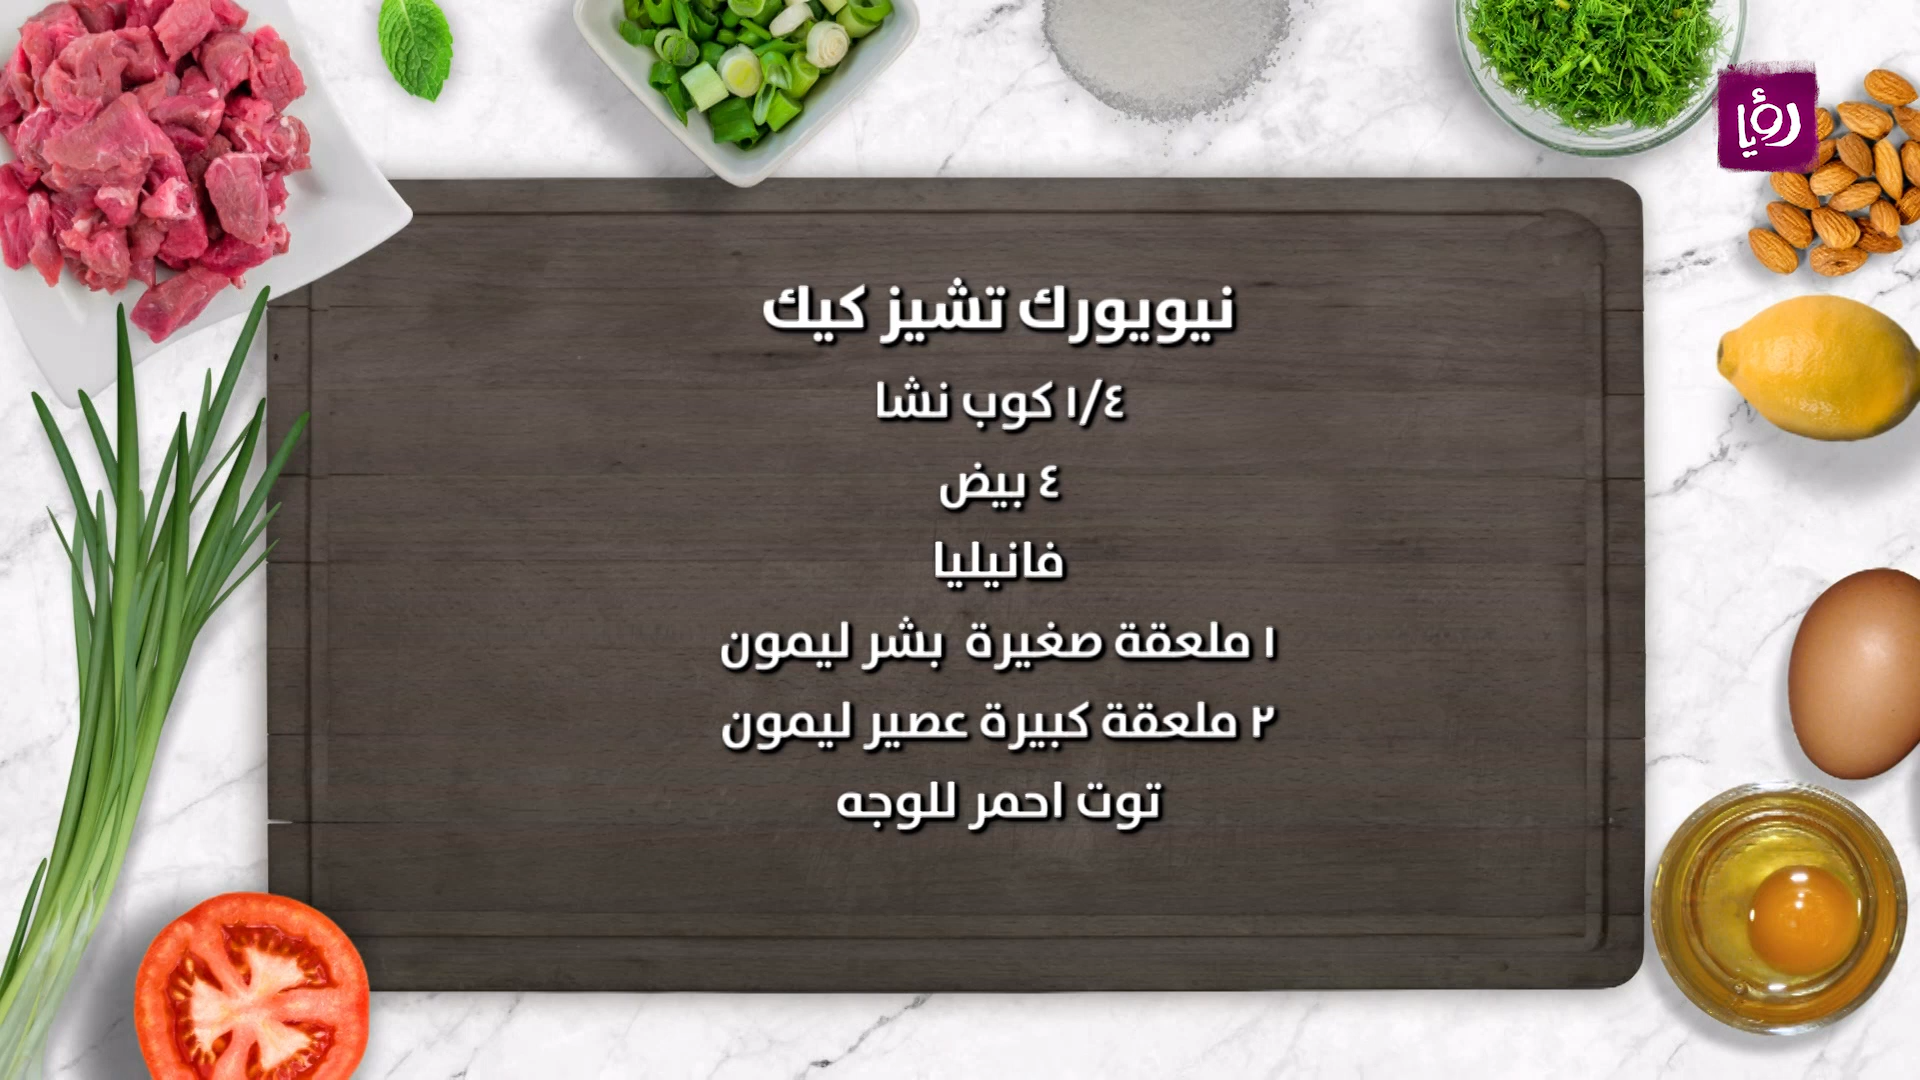 رؤيا
نيويورك تشيز كيك
١/٤ كوب نشا
٤ بيض
فانيليا
١ ملعقة صغيرة بشر ليمون
٢ ملعقة كبيرة عصير ليمون
توت احمر للوجه